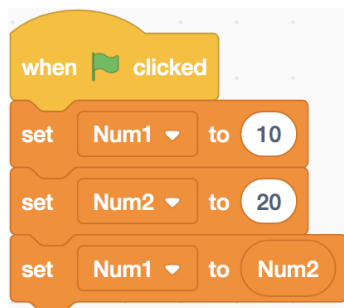 when clicked
set Num1 to 10
set Num2 to 20
set Num1 to Num2